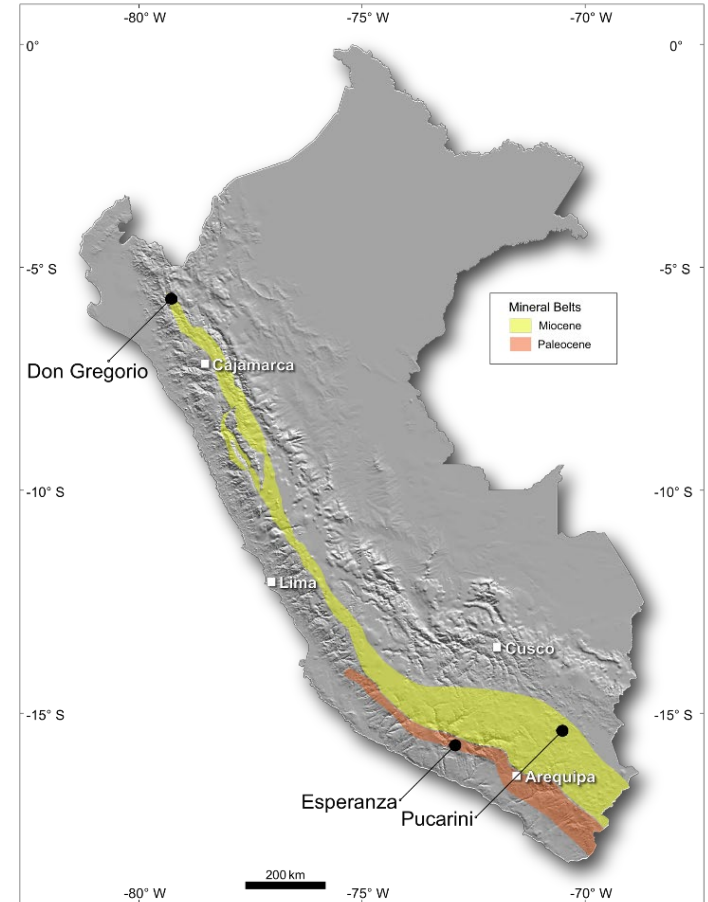 -80° W
-75° W
-70° W
0°
0°
-5° S
-5° S
Mineral Belts
Miocene
Paleocene
Don Gregorio
Cajamarca
-10° S
-10° S
Lima
Cusco
-15° S
-15° S
Arequipa
Esperanza
Pucarini
200 km
-80° W
-75° W
-70° W